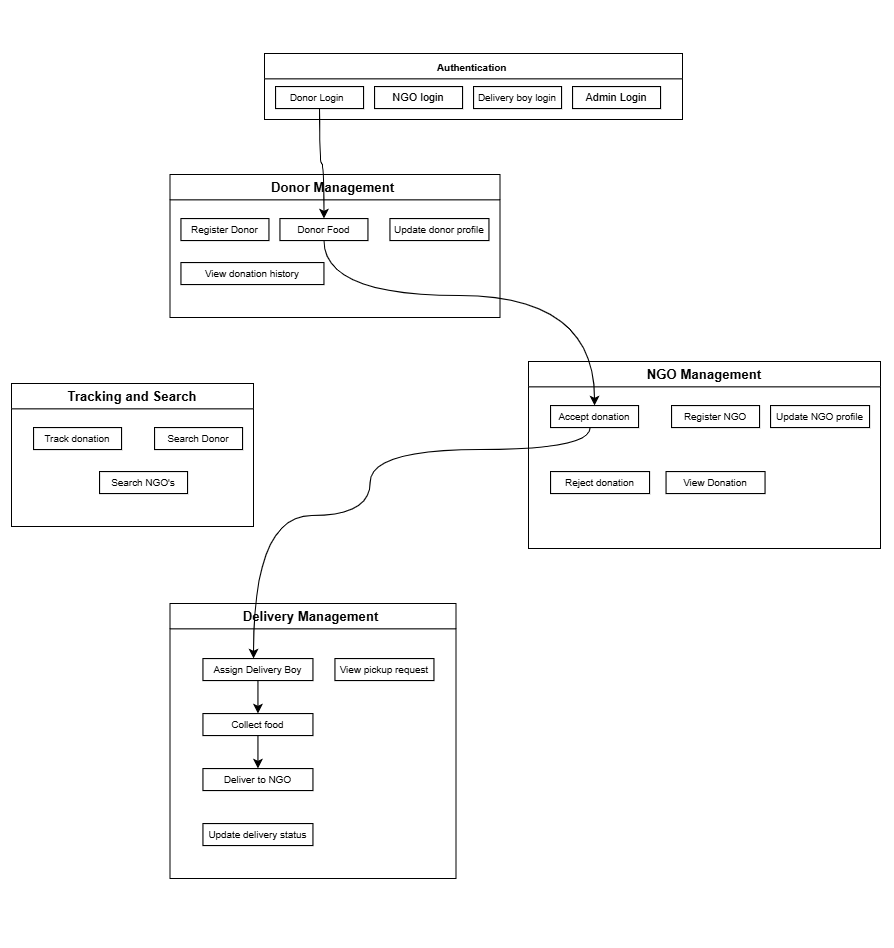 Authentication
Donor Login
NGO login
Delivery boy login
Admin Login
Donor Management
Register Donor
Donor Food
Update donor profile
View donation history
NGO Management
Accept donation
Register NGO
Update NGO profile
Reject donation
View Donation
Tracking and Search
Track donation
Search Donor
Search NGO's
Delivery Management
Assign Delivery Boy
View pickup request
Collect food
Deliver to NGO
Update delivery status